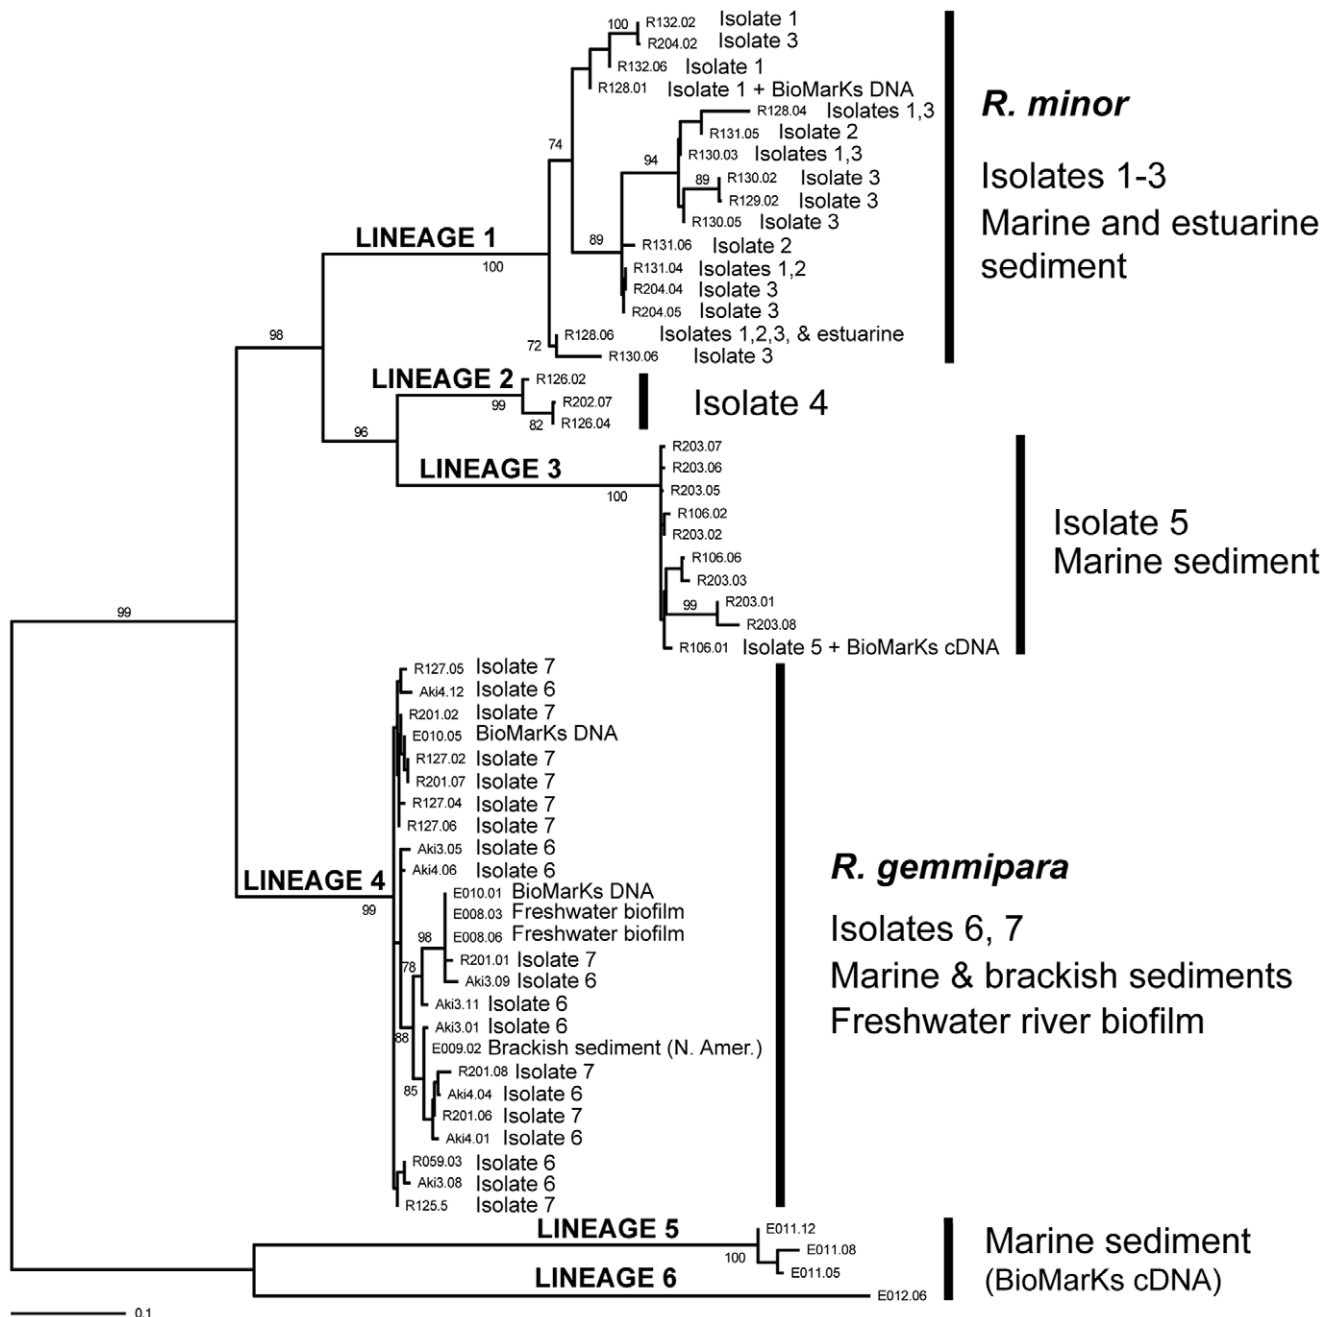 100 R132.02 Isolate 1
R204.02 Isolate 3
R132.06 Isolate 1
R128.01 Isolate 1 + BioMarKs DNA
R. minor
R128.04 Isolates 1,3
R131.05 Isolate 2
74
94 R130.03 Isolates 1,3
Isolates 1-3
89 R130.02 Isolate 3
R129.02 Isolate 3
R130.05 Isolate 3
Marine and estuarine
sediment
LINEAGE 1
100
89 R131.06 Isolate 2
R131.04 Isolates 1,2
R204.04 Isolate 3
R204.05 Isolate 3
98
72 R128.06 Isolates 1,2,3, & estuarine
R130.06 Isolate 3
LINEAGE 2
99 R126.02
R202.07
82 R126.04
Isolate 4
96
LINEAGE 3
100
R203.07
R203.06
R203.05
R106.02
R203.02
R106.06
R203.03
99 R203.01
R203.08
R106.01 Isolate 5 + BioMarKs cDNA
Isolate 5
Marine sediment
99
R127.05 Isolate 7
Aki4.12 Isolate 6
R201.02 Isolate 7
E010.05 BioMarKs DNA
R127.02 Isolate 7
R201.07 Isolate 7
R127.04 Isolate 7
R127.06 Isolate 7
Aki3.05 Isolate 6
Aki4.06 Isolate 6
LINEAGE 4
99
R. gemmipara
Isolates 6, 7
Marine & brackish sediments
Freshwater river biofilm
E010.01 BioMarKs DNA
E008.03 Freshwater biofilm
98 E008.06 Freshwater biofilm
78 R201.01 Isolate 7
Aki3.09 Isolate 6
Aki3.11 Isolate 6
88 Aki3.01 Isolate 6
E009.02 Brackish sediment (N. Amer.)
85 R201.08 Isolate 7
Aki4.04 Isolate 6
R201.06 Isolate 7
Aki4.01 Isolate 6
R059.03 Isolate 6
Aki3.08 Isolate 6
R125.5 Isolate 7
LINEAGE 5
100 E011.12
E011.08
E011.05
LINEAGE 6
E012.06
Marine sediment
(BioMarKs cDNA)
0.1